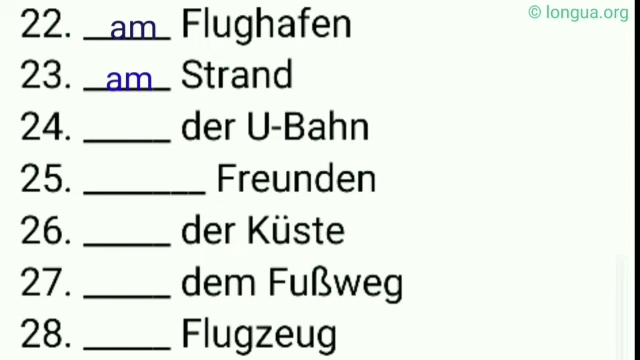 © longua.org
22. am Flughafen
23. am Strand
24. _____ der U-Bahn
25. _______ Freunden
26. _____ der Küste
27. _____ dem Fußweg
28. _____ Flugzeug